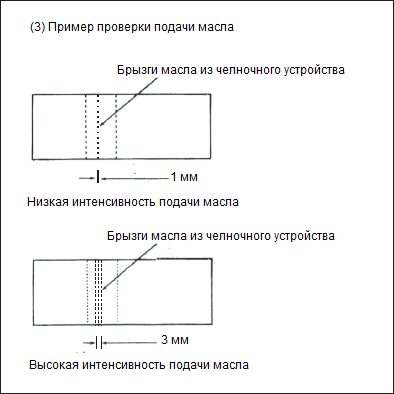 (3) Пример проверки подачи масла
Брызги масла из челночного устройства
1 мм
Низкая интенсивность подачи масла
Брызги масла из челночного устройства
3 мм
Высокая интенсивность подачи масла